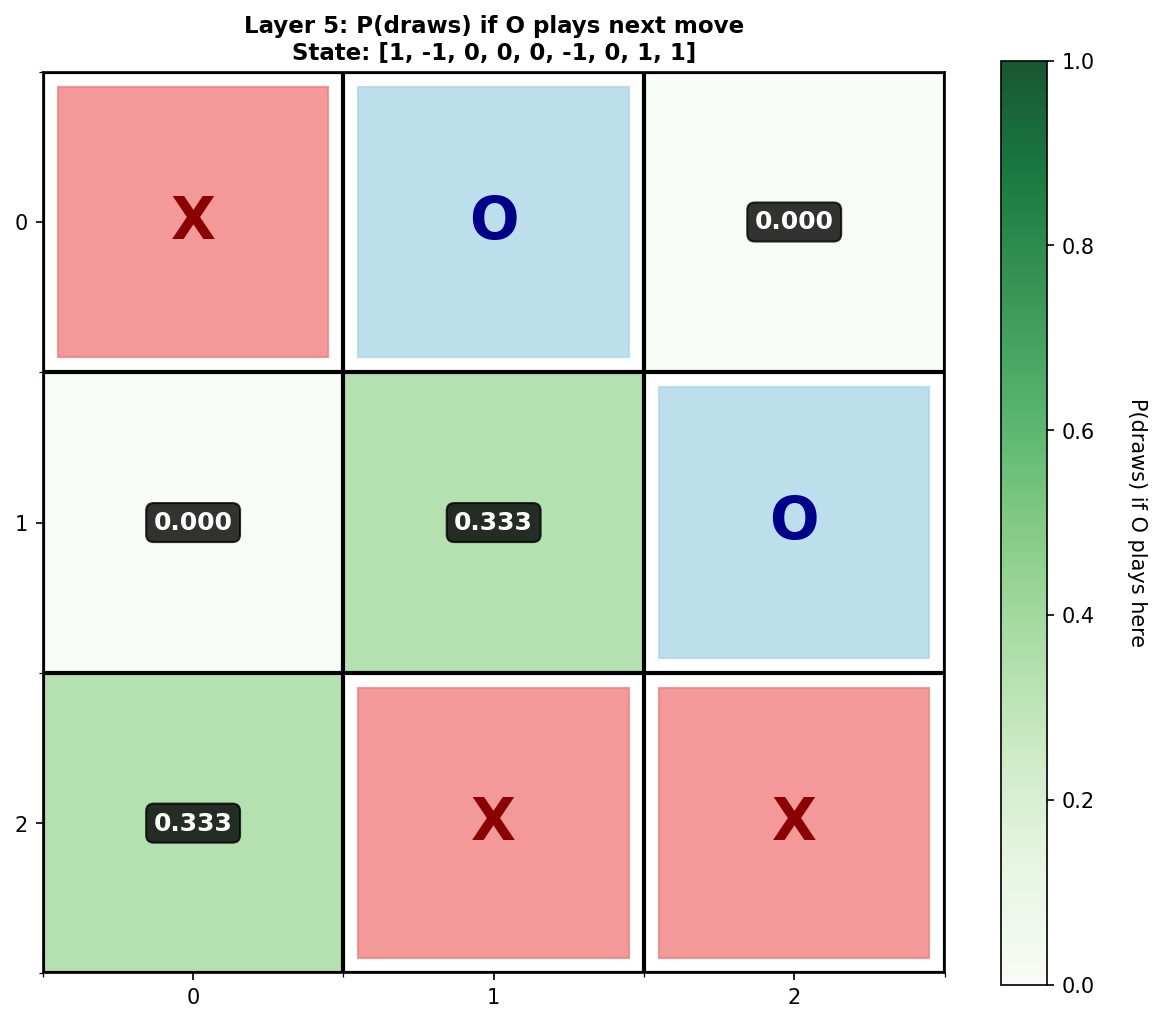 Layer 5: P(draws) if O plays next move
State: [1, -1, 0, 0, 0, -1, 0, 1, 1]
X
O
0.000
0.000
0.333
O
0.333
X
X
0
1
2
0
1
2
1.0
0.8
0.6
0.4
0.2
0.0
P(draws) if O plays here